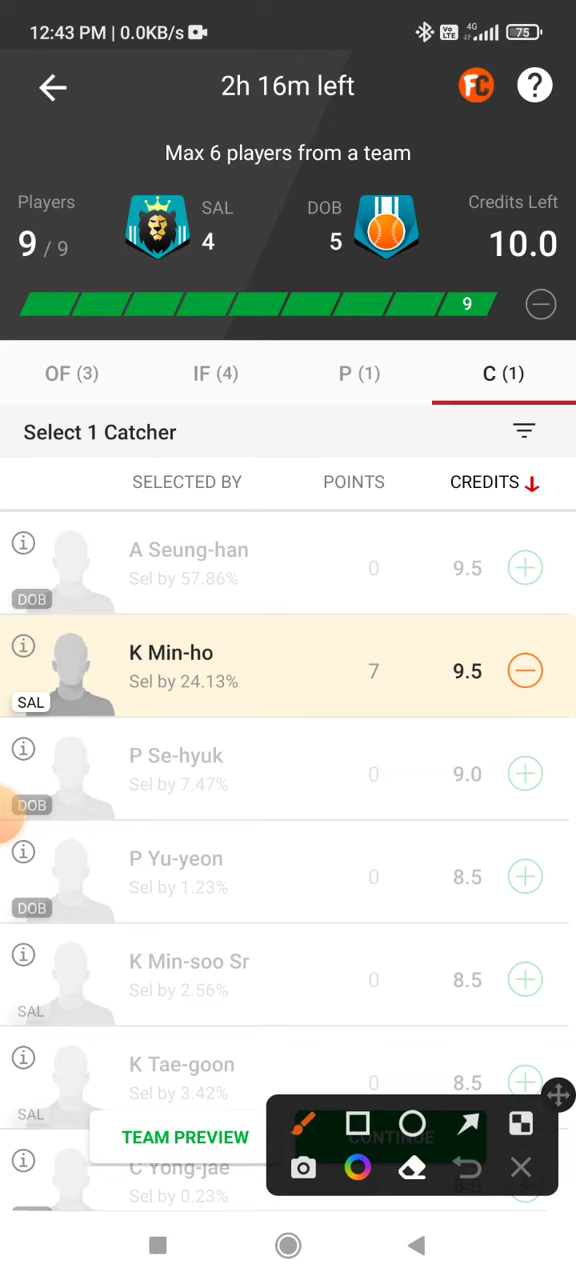 12:43 PM | 0.0KB/s
Vo LTE 4G 75
2h 16m left
FC ?
Max 6 players from a team
Players SAL DOB Credits Left
9 / 9 4 5 10.0
9
OF (3) IF (4) P (1) C (1)
Select 1 Catcher
SELECTED BY POINTS CREDITS
A Seung-han
Sel by 57.86% 0 9.5
DOB
K Min-ho
Sel by 24.13% 7 9.5
SAL
P Se-hyuk
Sel by 7.47% 0 9.0
DOB
P Yu-yeon
Sel by 1.23% 0 8.5
DOB
K Min-soo Sr
Sel by 2.56% 0 8.5
SAL
K Tae-goon
Sel by 3.42% 0 8.5
SAL
TEAM PREVIEW CONTINUE
C Yong-jae
Sel by 0.23%